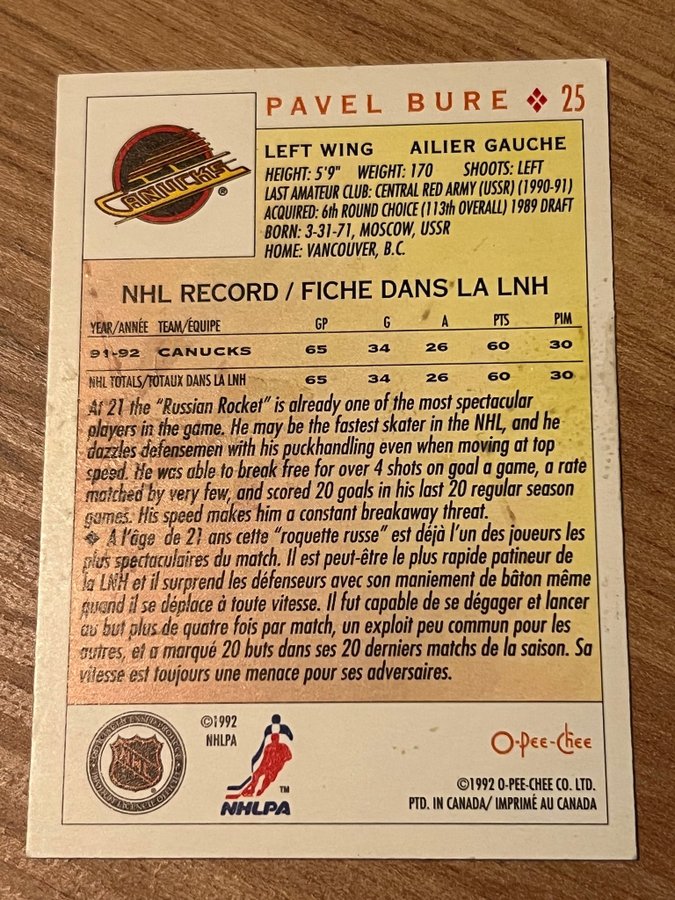 CANUCKS ®
PAVEL BURE 25
LEFT WING AILIER GAUCHE
HEIGHT: 5'9" WEIGHT: 170 SHOOTS: LEFT
LAST AMATEUR CLUB: CENTRAL RED ARMY (USSR) (1990-91)
ACQUIRED: 6th ROUND CHOICE (113th OVERALL) 1989 DRAFT
BORN: 3-31-71, MOSCOW, USSR
HOME: VANCOUVER, B.C.
NHL RECORD / FICHE DANS LA LNH
YEAR/ANNÉE TEAM/ÉQUIPE GP G A PTS PIM
91-92 CANUCKS 65 34 26 60 30
NHL TOTALS/TOTAUX DANS LA LNH 65 34 26 60 30
At 21 the "Russian Rocket" is already one of the most spectacular
players in the game. He may be the fastest skater in the NHL, and he
dazzles defensemen with his puckhandling even when moving at top
speed. He was able to break free for over 4 shots on goal a game, a rate
matched by very few, and scored 20 goals in his last 20 regular season
games. His speed makes him a constant breakaway threat.
A l'âge de 21 ans cette "roquette russe" est déjà l'un des joueurs les
plus spectaculaires du match. Il est peut-être le plus rapide patineur de
la LNH et il surprend les défenseurs avec son maniement de bâton même
quand il se déplace à toute vitesse. Il fut capable de se dégager et lancer
au but plus de quatre fois par match, un exploit peu commun pour les
autres, et a marqué 20 buts dans ses 20 derniers matchs de la saison. Sa
vitesse est toujours une menace pour ses adversaires.
NHL
©1992
NHLPA
NHLPA ™
O-Pee-Chee
©1992 O-PEE-CHEE CO. LTD.
PTD. IN CANADA/ IMPRIMÉ AU CANADA